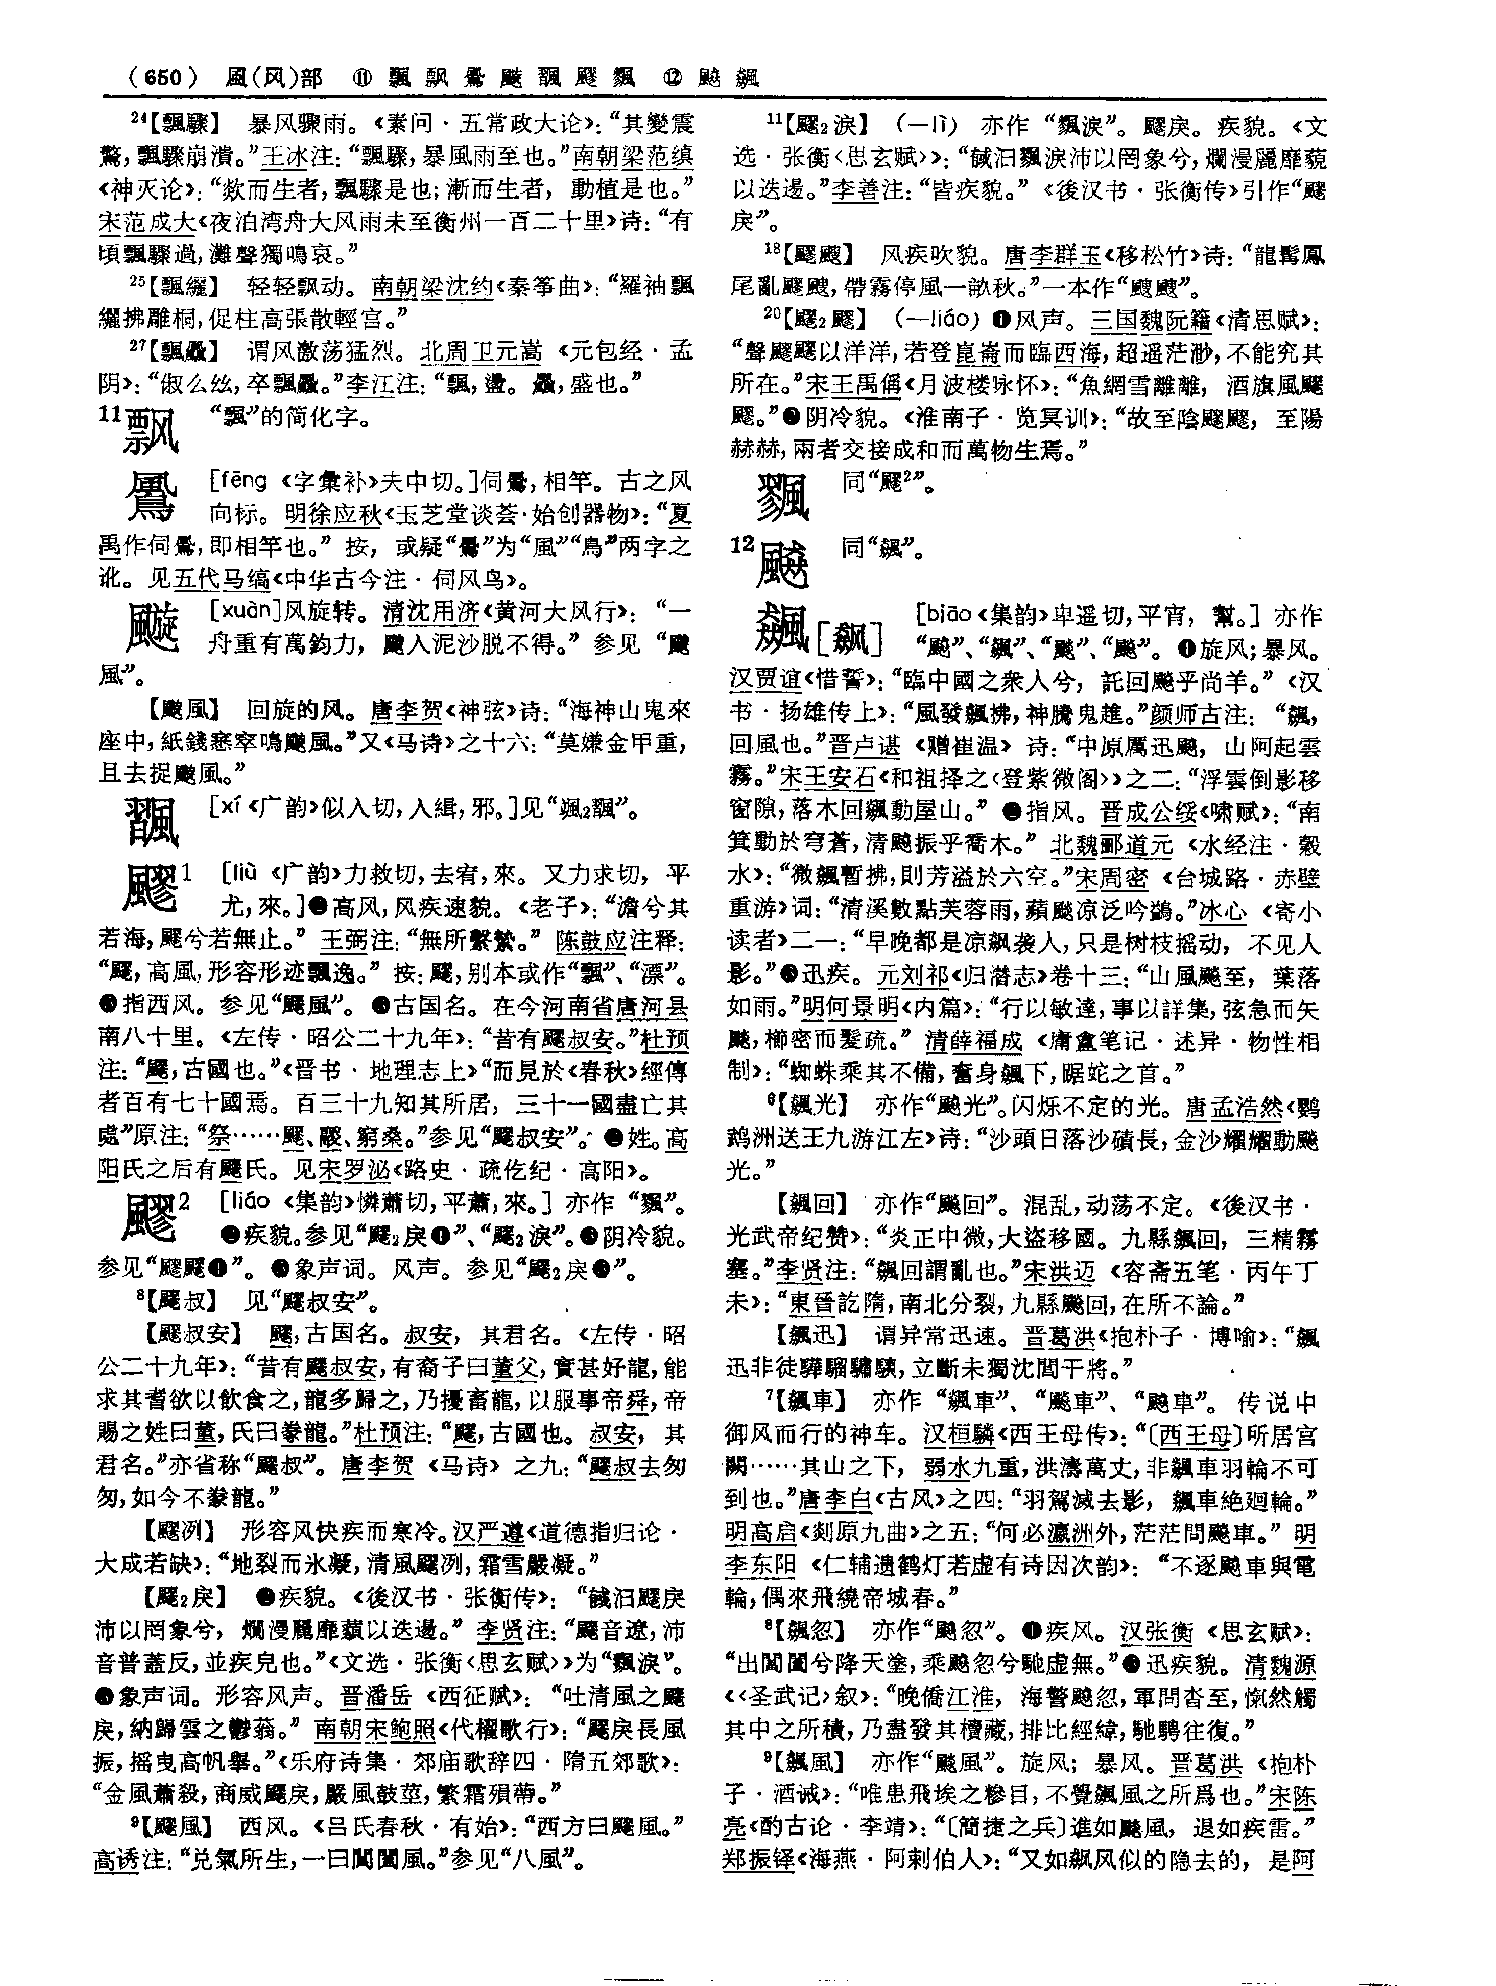 （650） 風(风)部 ⑪ 飄 飘 䬝 颴 飁 飂 飃 ⑫ 飈 飆
²⁴【飄驟】 暴风骤雨。《素问·五常政大论》：“其變震
驚，飄驟崩潰。”王冰注：“飄驟，暴風雨至也。”南朝梁范缜
《神灭论》：“欻而生者，飄驟是也；漸而生者，動植是也。”
宋范成大《夜泊湾舟大风雨未至衡州一百二十里》诗：“有
頃飄驟過，灘聲獨鳴哀。”
²⁵【飄纚】 轻轻飘动。南朝梁沈约《秦筝曲》：“羅袖飄
纚拂雕桐，促柱高張散輕宫。”
²⁷【飄飝】 谓风激荡猛烈。北周卫元嵩《元包经·孟
阴》：“俶么丝，卒飄。”李江注：“飄，盪。，盛也。”
¹¹飘 “飄”的简化字。
[fēng《字彙补》夫中切。]伺，相竿。古之风
向标。明徐应秋《玉芝堂谈荟·始创器物》：“夏
禹作伺，即相竿也。”按，或疑“”为“風”“鳥”两字之
讹。见五代马缟《中华古今注·伺风鸟》。
颴 [xuàn]风旋转。清沈用济《黄河大风行》：“一
舟重有萬鈞力，颴入泥沙脱不得。”参见“颴
風”。
【颴風】 回旋的风。唐李贺《神弦》诗：“海神山鬼來
座中，紙錢窸窣鳴颴風。”又《马诗》之十六：“莫嫌金甲重，
且去捉颴風。”
飁 [xí《广韵》似入切，入緝，邪。]见“颯₂飁”。
飂¹ [liù《广韵》力救切，去宥，來。又力求切，平
尤，來。]❶高风，风疾速貌。《老子》：“澹兮其
若海，飂兮若無止。”王弼注：“無所繫縶。”陈鼓应注释：
“飂，高風，形容形迹飄逸。”按：飂，别本或作“飄”、“漂”。
❷指西风。参见“飂風”。❸古国名。在今河南省唐河县
南八十里。《左传·昭公二十九年》：“昔有飂叔安。”杜预
注：“飂，古國也。”《晋书·地理志上》“而見於《春秋》經傳
者百有七十國焉。百三十九知其所居，三十一國盡亡其
處”原注：“祭……飂、鬷、窮桑。”参见“飂叔安”。❹姓。高
阳氏之后有飂氏。见宋罗泌《路史·疏仡纪·高阳》。
飂² [liáo《集韵》憐蕭切，平蕭，來。]亦作“飃”。
❶疾貌。参见“飂₂戾❶”、“飂₂淚”。❷阴冷貌。
参见“飂飂❷”。❸象声词。风声。参见“飂₂戾❷”。
⁸【飂叔】 见“飂叔安”。
【飂叔安】 飂，古国名。叔安，其君名。《左传·昭
公二十九年》：“昔有飂叔安，有裔子曰董父，實甚好龍，能
求其耆欲以飲食之，龍多歸之，乃擾畜龍，以服事帝舜，帝
賜之姓曰董，氏曰豢龍。”杜预注：“飂，古國也。叔安，其
君名。”亦省称“飂叔”。唐李贺《马诗》之九：“飂叔去匆
匆，如今不豢龍。”
【飂冽】 形容风快疾而寒冷。汉严遵《道德指归论·
大成若缺》：“地裂而氷凝，清風飂冽，霜雪嚴凝。”
【飂₂戾】 ❶疾貌。《後汉书·张衡传》：“䬃汩飂戾
沛以罔象兮，爛漫麗靡藐以迭邊。”李贤注：“飂音遼，沛
音普蓋反，並疾皃也。”《文选·张衡〈思玄赋〉》为“飃淚”。
❷象声词。形容风声。晋潘岳《西征赋》：“吐清風之飂
戾，納歸雲之鬱蓊。”南朝宋鲍照《代櫂歌行》：“飂戾長風
振，摇曳高帆舉。”《乐府诗集·郊庙歌辞四·隋五郊歌》：
“金風肅殺，商威飂戾，嚴風鼓莖，繁霜殞蔕。”
⁹【飂風】 西风。《吕氏春秋·有始》：“西方曰飂風。”
高诱注：“兑氣所生，一曰閶闔風。”参见“八風”。
¹¹【飂₂淚】（—lì） 亦作“飃淚”。飂戾。疾貌。《文
选·张衡〈思玄赋〉》：“䬃汩飃淚沛以罔象兮，爛漫麗靡藐
以迭逷。”李善注：“皆疾貌。”《後汉书·张衡传》引作“飂
戾”。
¹⁸【飂飀】 风疾吹貌。唐李群玉《移松竹》诗：“龍髯鳳
尾亂飂飀，帶霧停風一畝秋。”一本作“飀飀”。
²⁰【飂₂飂】（—liáo）❶风声。三国魏阮籍《清思赋》：
“聲飂飂以洋洋，若登崑崙而臨西海，超遥茫渺，不能究其
所在。”宋王禹偁《月波楼咏怀》：“魚網雪離離，酒旗風飂
飂。”❷阴冷貌。《淮南子·览冥训》：“故至陰飂飂，至陽
赫赫，兩者交接成和而萬物生焉。”
飃 同“飂²”。
¹²飈 同“飆”。
飆[飙] [biāo《集韵》卑遥切，平宵，幫。]亦作
“飈”、“飇”、“飊”、“颷”。❶旋风；暴风。
汉贾谊《惜誓》：“臨中國之衆人兮，託回飈乎尚羊。”《汉
书·扬雄传上》：“風發飆拂，神騰鬼趡。”颜师古注：“飆，
回風也。”晋卢谌《赠崔温》诗：“中原厲迅飈，山阿起雲
霧。”宋王安石《和祖择之〈登紫微阁〉》之二：“浮雲倒影移
窗隙，落木回飆動屋山。”❷指风。晋成公绥《啸赋》：“南
箕動於穹蒼，清飈振乎喬木。”北魏郦道元《水经注·穀
水》：“微飆暫拂，則芳溢於六空。”宋周密《台城路·赤壁
重游》词：“清溪數點芙蓉雨，蘋飈凉泛吟鷁。”冰心《寄小
读者》二一：“早晚都是凉飙袭人，只是树枝摇动，不见人
影。”❸迅疾。元刘祁《归潜志》卷十三：“山風飈至，葉落
如雨。”明何景明《内篇》：“行以敏達，事以詳集，弦急而矢
飈，櫛密而髮疏。”清薛福成《庸盦笔记·述异·物性相
制》：“蜘蛛乘其不備，奮身飆下，踞蛇之首。”
⁶【飆光】 亦作“飈光”。闪烁不定的光。唐孟浩然《鹦
鹉洲送王九游江左》诗：“沙頭日落沙磧長，金沙燿燿動飈
光。”
【飆回】 亦作“飈回”。混乱，动荡不定。《後汉书·
光武帝纪赞》：“炎正中微，大盜移國。九縣飆回，三精霧
塞。”李贤注：“飆回謂亂也。”宋洪迈《容斋五笔·丙午丁
未》：“東晉訖隋，南北分裂，九縣飈回，在所不論。”
【飆迅】 谓异常迅速。晋葛洪《抱朴子·博喻》：“飆
迅非徒驊騮驌騻，立斷未獨沈閭干將。”
⁷【飆車】 亦作“飇車”、“飊車”、“飈車”。传说中
御风而行的神车。汉桓驎《西王母传》：“〔西王母〕所居宫
闕……其山之下，弱水九重，洪濤萬丈，非飆車羽輪不可
到也。”唐李白《古风》之四：“羽駕滅去影，飆車絶迴輪。”
明高启《剡原九曲》之五：“何必瀛洲外，茫茫問飈車。”明
李东阳《仁辅遗鹤灯若虚有诗因次韵》：“不逐飈車與電
輪，偶來飛繞帝城春。”
⁸【飆忽】 亦作“飈忽”。❶疾风。汉张衡《思玄赋》：
“出閶闔兮降天塗，乘飈忽兮馳虚無。”❷迅疾貌。清魏源
《〈圣武记〉叙》：“晚僑江淮，海警飈忽，軍問沓至，愾然觸
其中之所積，乃盡發其櫝藏，排比經緯，馳騁往復。”
⁹【飆風】 亦作“飈風”。旋风；暴风。晋葛洪《抱朴
子·酒诫》：“唯患飛埃之糝目，不覺飆風之所爲也。”宋陈
亮《酌古论·李靖》：“〔簡捷之兵〕進如飈風，退如疾雷。”
郑振铎《海燕·阿剌伯人》：“又如飙风似的隐去的，是阿